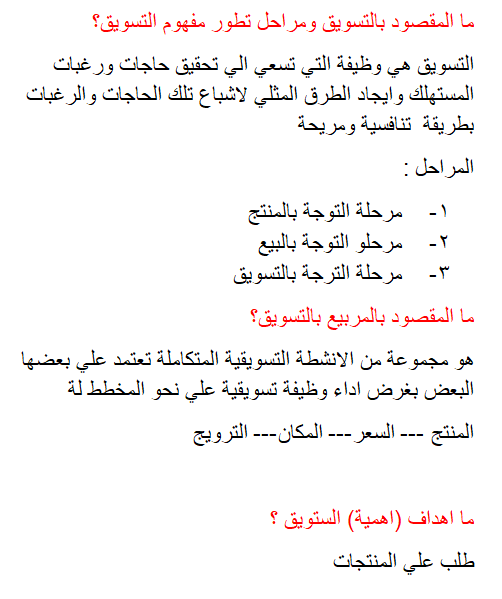 ما المقصود بالتسويق ومراحل تطور مفهوم التسويق؟
التسويق هي وظيفة التي تسعي الي تحقيق حاجات ورغبات
المستهلك وايجاد الطرق المثلي لاشباع تلك الحاجات والرغبات
بطريقة تنافسية ومريحة
المراحل :
١- مرحلة التوجة بالمنتج
٢- مرحلو التوجة بالبيع
٣- مرحلة الترجة بالتسويق
ما المقصود بالمربيع بالتسويق؟
هو مجموعة من الانشطة التسويقية المتكاملة تعتمد علي بعضها
البعض بغرض اداء وظيفة تسويقية علي نحو المخطط لة
المنتج --- السعر--- المكان--- الترويج
ما اهداف (اهمية) الستويق ؟
طلب علي المنتجات